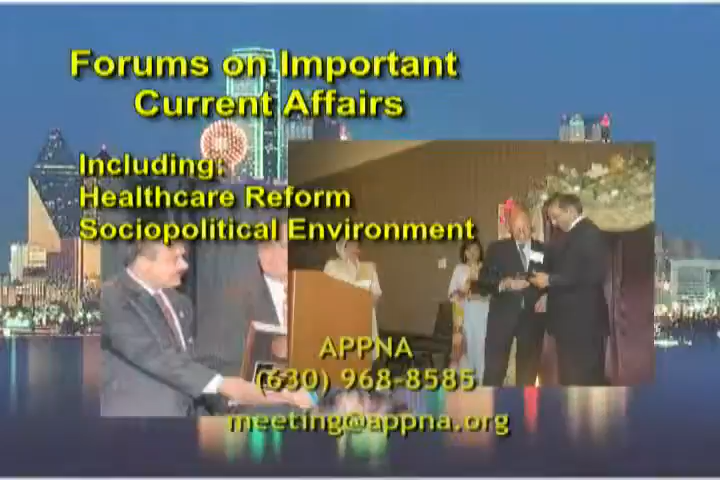 Forums on Important
Current Affairs
Including:
Healthcare Reform
Sociopolitical Environment
APPNA
(630) 968-8585
meeting@appna.org